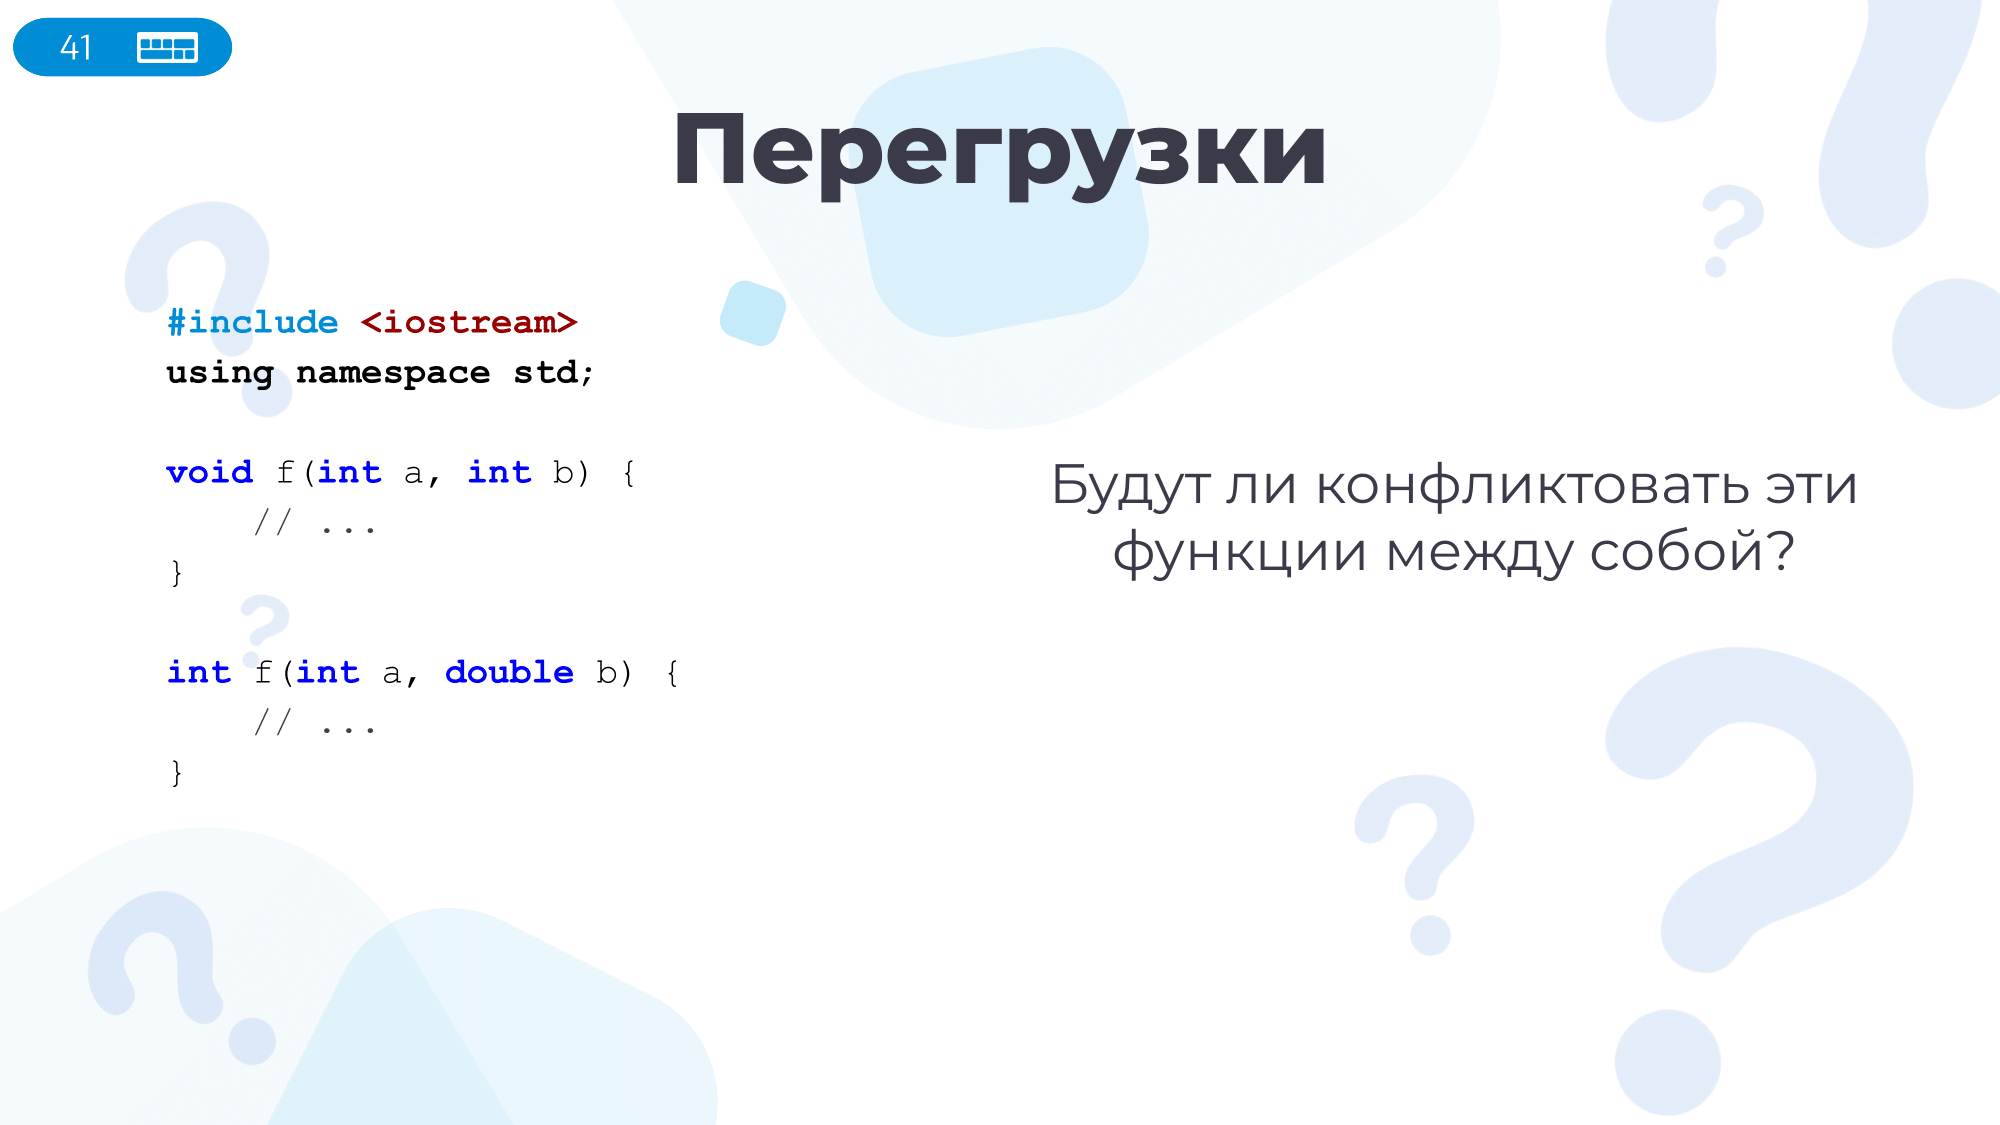 41
Перегрузки
#include <iostream>
using namespace std;
void f(int a, int b) {
// ...
}
int f(int a, double b) {
// ...
}
Будут ли конфликтовать эти
функции между собой?